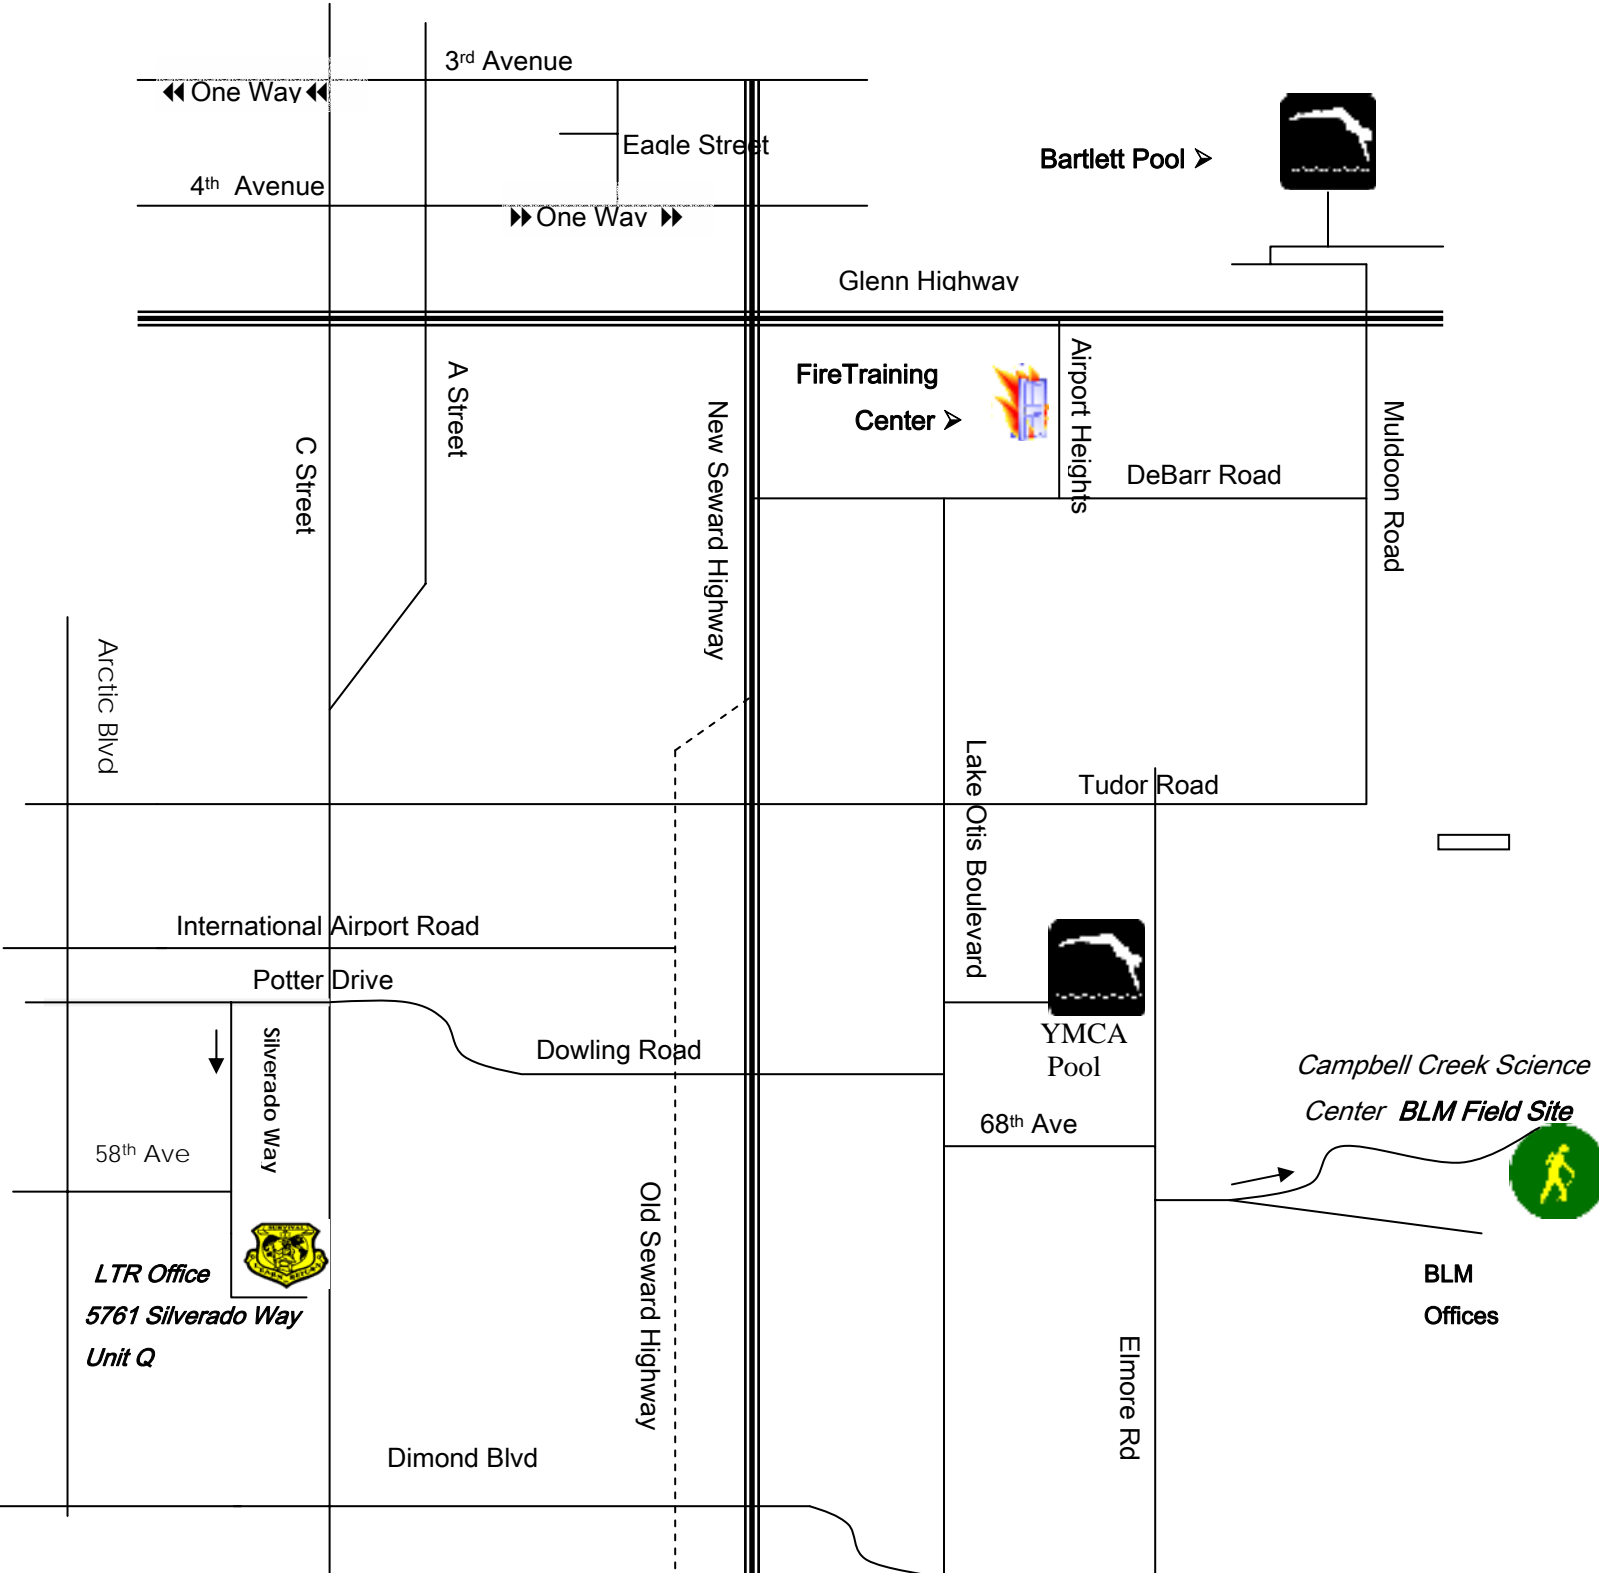 3rd Avenue
◀◀ One Way ◀◀
Eagle Street
Bartlett Pool ➢
4th Avenue
▶▶ One Way ▶▶
Glenn Highway
A Street
C Street
New Seward Highway
FireTraining
Center ➢
Airport Heights
DeBarr Road
Muldoon Road
Arctic Blvd
Lake Otis Boulevard
Tudor Road
International Airport Road
Potter Drive
Silverado Way
Dowling Road
YMCA
Pool
Campbell Creek Science
Center BLM Field Site
68th Ave
58th Ave
Old Seward Highway
LTR Office
5761 Silverado Way
Unit Q
SURVIVAL
BLM
Offices
Elmore Rd
Dimond Blvd